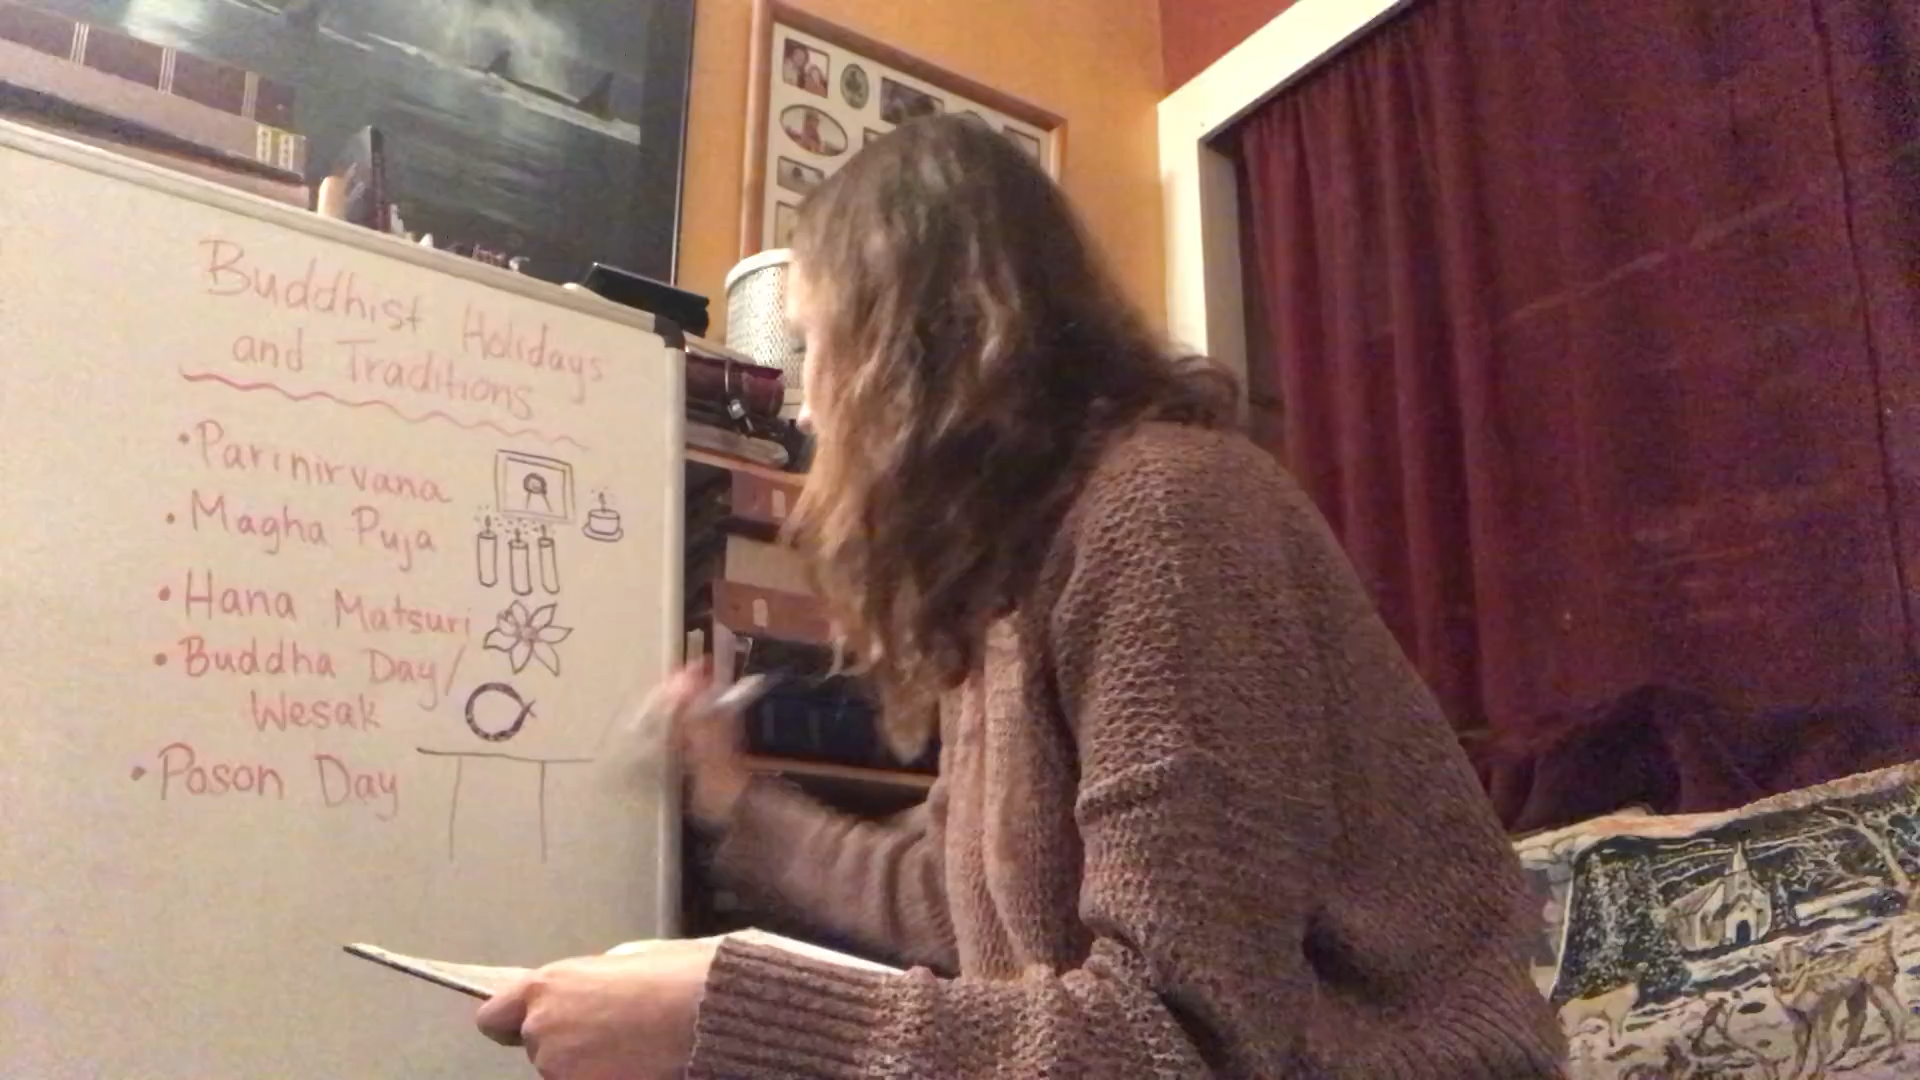 Buddhist Holidays
and Traditions
• Parinirvana
• Magha Puja
• Hana Matsuri
• Buddha Day/
Wesak
• Poson Day